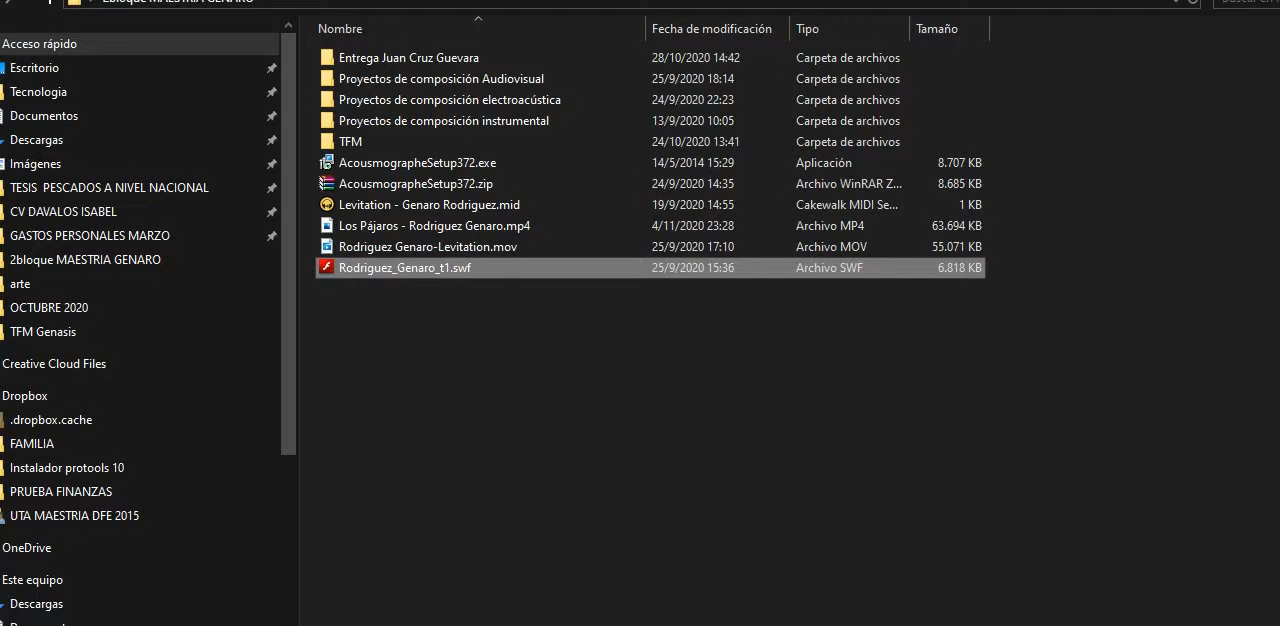 2bloque MAESTRIA GENARO
Nombre Fecha de modificación Tipo Tamaño
Acceso rápido
Escritorio
Tecnologia
Documentos
Descargas
Imágenes
TESIS PESCADOS A NIVEL NACIONAL
CV DAVALOS ISABEL
GASTOS PERSONALES MARZO
2bloque MAESTRIA GENARO
arte
OCTUBRE 2020
TFM Genasis
Creative Cloud Files
Dropbox
.dropbox.cache
FAMILIA
Instalador protools 10
PRUEBA FINANZAS
UTA MAESTRIA DFE 2015
OneDrive
Este equipo
Descargas
Entrega Juan Cruz Guevara 28/10/2020 14:42 Carpeta de archivos
Proyectos de composición Audiovisual 25/9/2020 18:14 Carpeta de archivos
Proyectos de composición electroacústica 24/9/2020 22:23 Carpeta de archivos
Proyectos de composición instrumental 13/9/2020 10:05 Carpeta de archivos
TFM 24/10/2020 13:41 Carpeta de archivos
AcousmographeSetup372.exe 14/5/2014 15:29 Aplicación 8.707 KB
AcousmographeSetup372.zip 24/9/2020 14:35 Archivo WinRAR Z... 8.685 KB
Levitation - Genaro Rodriguez.mid 19/9/2020 14:55 Cakewalk MIDI Se... 1 KB
Los Pájaros - Rodriguez Genaro.mp4 4/11/2020 23:28 Archivo MP4 63.694 KB
Rodriguez Genaro-Levitation.mov 25/9/2020 17:10 Archivo MOV 55.071 KB
Rodriguez_Genaro_t1.swf 25/9/2020 15:36 Archivo SWF 6.818 KB